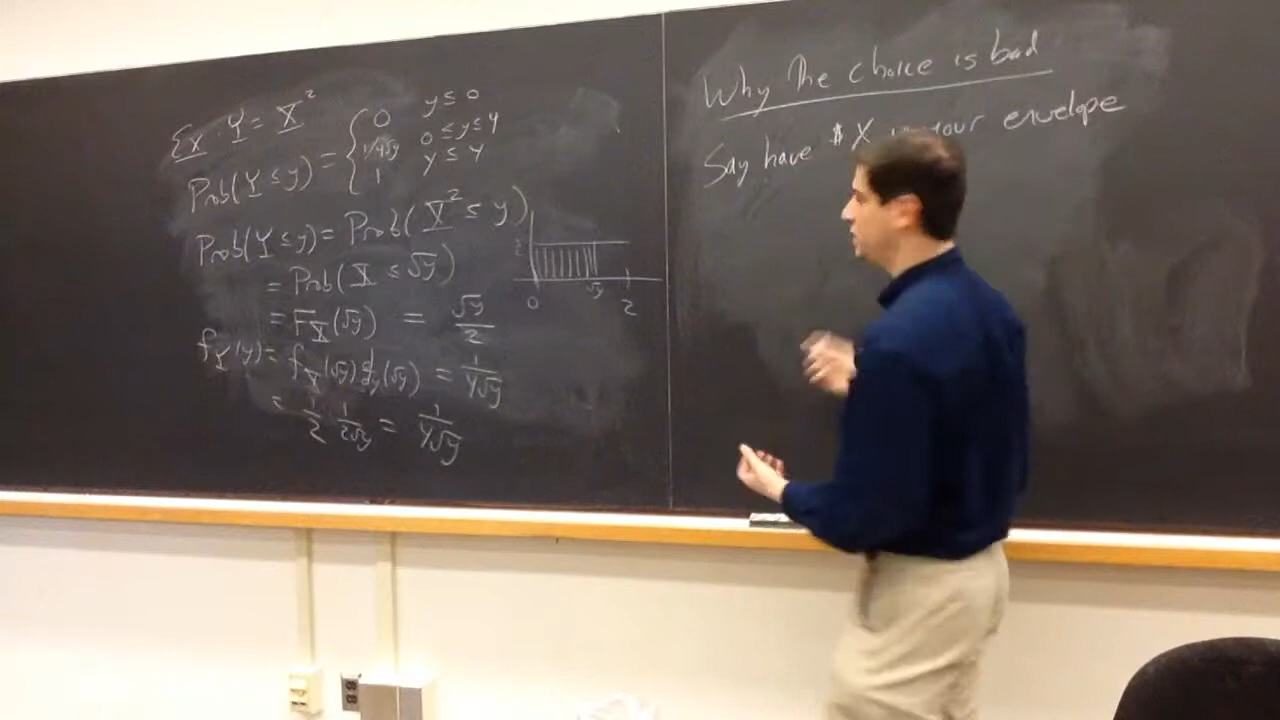 Ex: Y = X²
Prob(Y ≤ y) = { 0 y ≤ 0
1/4√y 0 ≤ y ≤ 4
1 y ≤ 4
Prob(Y ≤ y) = Prob(X² ≤ y)
= Prob(X ≤ √y)
= F_X(√y) = √y/2
f_Y(y) = f_X(√y) d/dy(√y) = 1/4√y
= 1/2 1/2√y = 1/4√y
0 √y 2
Why the choice is bad
Say have $X in your envelope